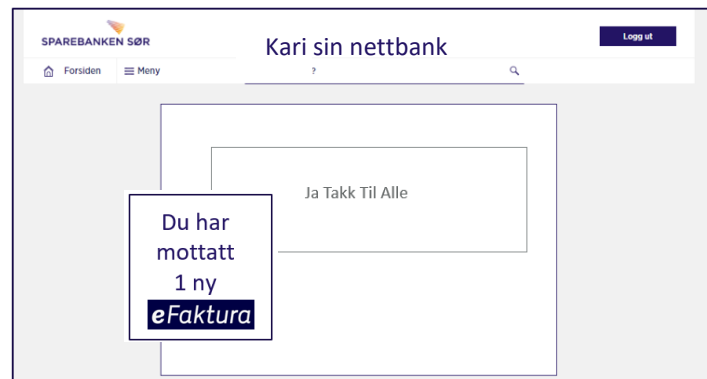 SPAREBANKEN SØR
Kari sin nettbank
Logg ut
Forsiden
Meny
?
Ja Takk Til Alle
Du har
mottatt
1 ny
eFaktura